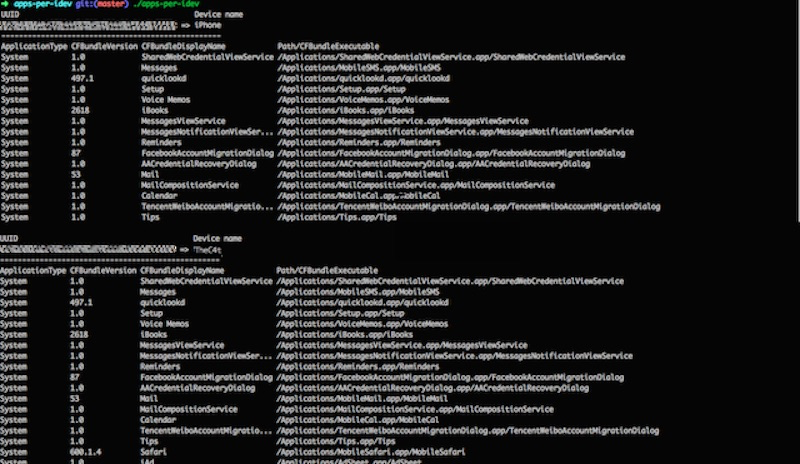 ➜ apps-per-idev git:(master) ./apps-per-idev
UUID Device name
=> iPhone
========================================
ApplicationType CFBundleVersion CFBundleDisplayName Path/CFBundleExecutable
System 1.0 SharedWebCredentialViewService /Applications/SharedWebCredentialViewService.app/SharedWebCredentialViewService
System 1.0 Messages /Applications/MobileSMS.app/MobileSMS
System 497.1 quicklookd /Applications/quicklookd.app/quicklookd
System 1.0 Setup /Applications/Setup.app/Setup
System 1.0 Voice Memos /Applications/VoiceMemos.app/VoiceMemos
System 2618 iBooks /Applications/iBooks.app/iBooks
System 1.0 MessagesViewService /Applications/MessagesViewService.app/MessagesViewService
System 1.0 MessagesNotificationViewSer... /Applications/MessagesNotificationViewService.app/MessagesNotificationViewService
System 1.0 Reminders /Applications/Reminders.app/Reminders
System 87 FacebookAccountMigrationDialog /Applications/FacebookAccountMigrationDialog.app/FacebookAccountMigrationDialog
System 1.0 AACredentialRecoveryDialog /Applications/AACredentialRecoveryDialog.app/AACredentialRecoveryDialog
System 53 Mail /Applications/MobileMail.app/MobileMail
System 1.0 MailCompositionService /Applications/MailCompositionService.app/MailCompositionService
System 1.0 Calendar /Applications/MobileCal.app/MobileCal
System 1.0 TencentWeiboAccountMigratio... /Applications/TencentWeiboAccountMigrationDialog.app/TencentWeiboAccountMigrationDialog
System 1.0 Tips /Applications/Tips.app/Tips
UUID Device name
=> "TheC4t
========================================
ApplicationType CFBundleVersion CFBundleDisplayName Path/CFBundleExecutable
System 1.0 SharedWebCredentialViewService /Applications/SharedWebCredentialViewService.app/SharedWebCredentialViewService
System 1.0 Messages /Applications/MobileSMS.app/MobileSMS
System 497.1 quicklookd /Applications/quicklookd.app/quicklookd
System 1.0 Setup /Applications/Setup.app/Setup
System 1.0 Voice Memos /Applications/VoiceMemos.app/VoiceMemos
System 2618 iBooks /Applications/iBooks.app/iBooks
System 1.0 MessagesViewService /Applications/MessagesViewService.app/MessagesViewService
System 1.0 MessagesNotificationViewSer... /Applications/MessagesNotificationViewService.app/MessagesNotificationViewService
System 1.0 Reminders /Applications/Reminders.app/Reminders
System 87 FacebookAccountMigrationDialog /Applications/FacebookAccountMigrationDialog.app/FacebookAccountMigrationDialog
System 1.0 AACredentialRecoveryDialog /Applications/AACredentialRecoveryDialog.app/AACredentialRecoveryDialog
System 53 Mail /Applications/MobileMail.app/MobileMail
System 1.0 MailCompositionService /Applications/MailCompositionService.app/MailCompositionService
System 1.0 Calendar /Applications/MobileCal.app/MobileCal
System 1.0 TencentWeiboAccountMigratio... /Applications/TencentWeiboAccountMigrationDialog.app/TencentWeiboAccountMigrationDialog
System 1.0 Tips /Applications/Tips.app/Tips
System 600.1.4 Safari /Applications/MobileSafari.app/MobileSafari
System 1.0 iAd /Applications/AdSheet.app/AdSheet